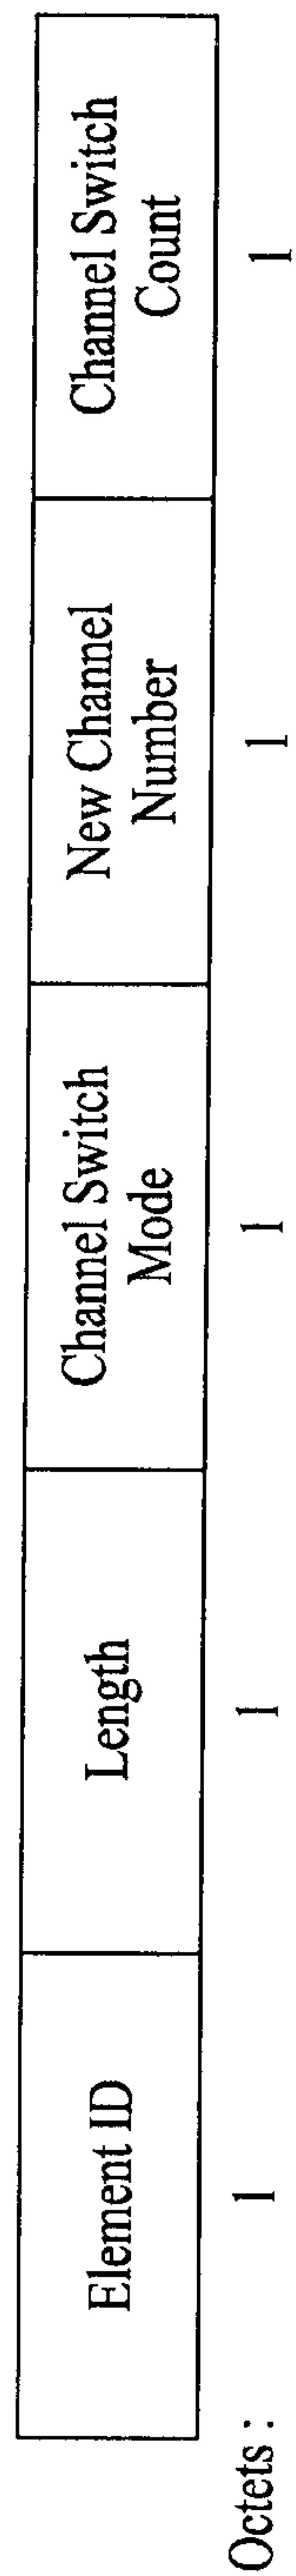 Element ID
Length
Channel Switch
Mode
New Channel
Number
Channel Switch
Count
Octets :
1
1
1
1
1